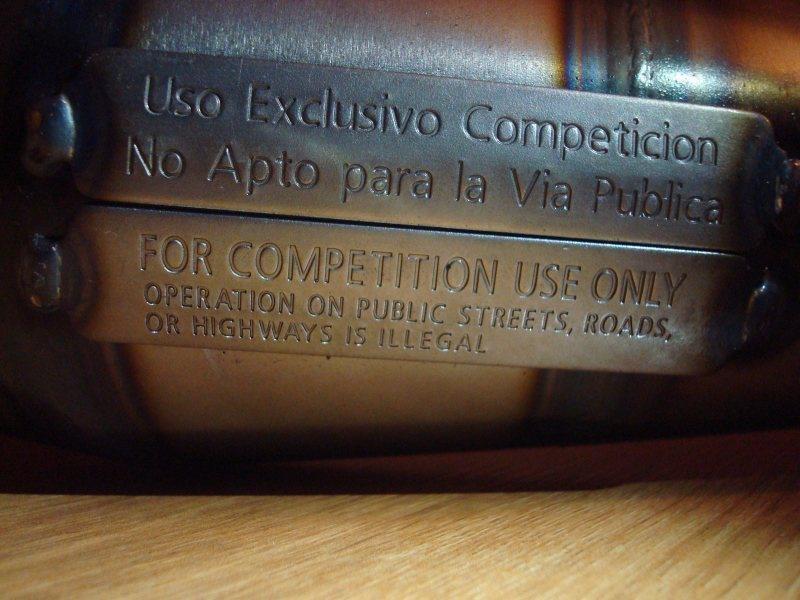 Uso Exclusivo Competicion
No Apto para la Via Publica
FOR COMPETITION USE ONLY
OPERATION ON PUBLIC STREETS, ROADS,
OR HIGHWAYS IS ILLEGAL